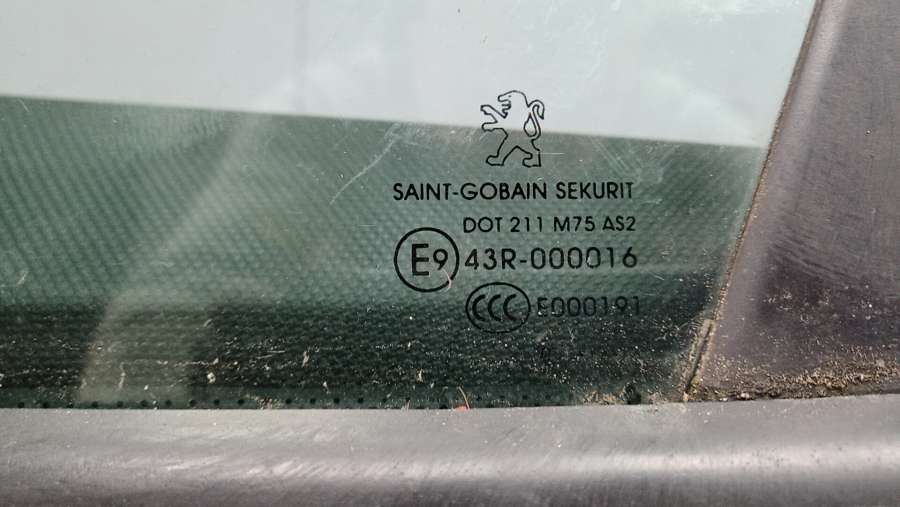 SAINT-GOBAIN SEKURIT
DOT 211 M75 AS2
E9 43R-000016
CCC E000191